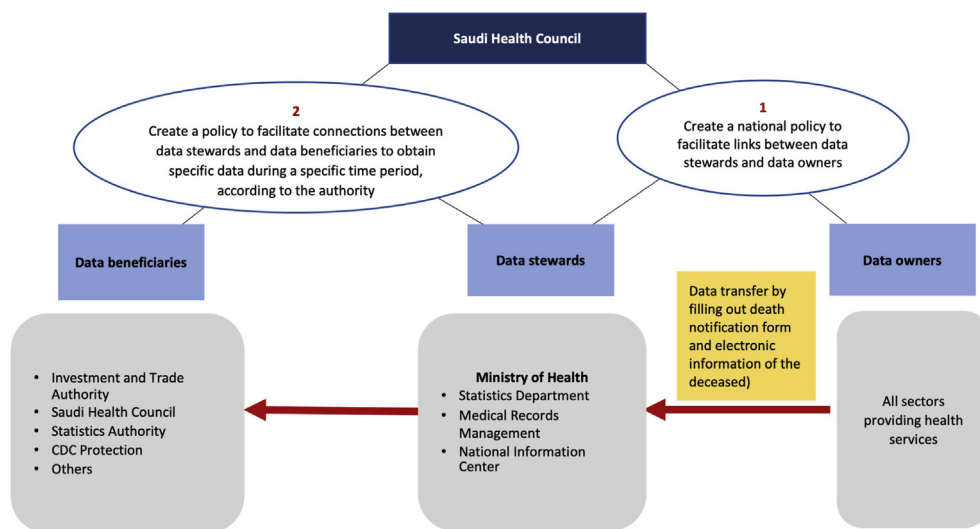 Saudi Health Council
2
Create a policy to facilitate connections between
data stewards and data beneficiaries to obtain
specific data during a specific time period,
according to the authority
1
Create a national policy to
facilitate links between data
stewards and data owners
Data beneficiaries
Data stewards
Data owners
Data transfer by
filling out death
notification form
and electronic
information of the
deceased)
• Investment and Trade
Authority
• Saudi Health Council
• Statistics Authority
• CDC Protection
• Others
Ministry of Health
• Statistics Department
• Medical Records
Management
• National Information
Center
All sectors
providing health
services